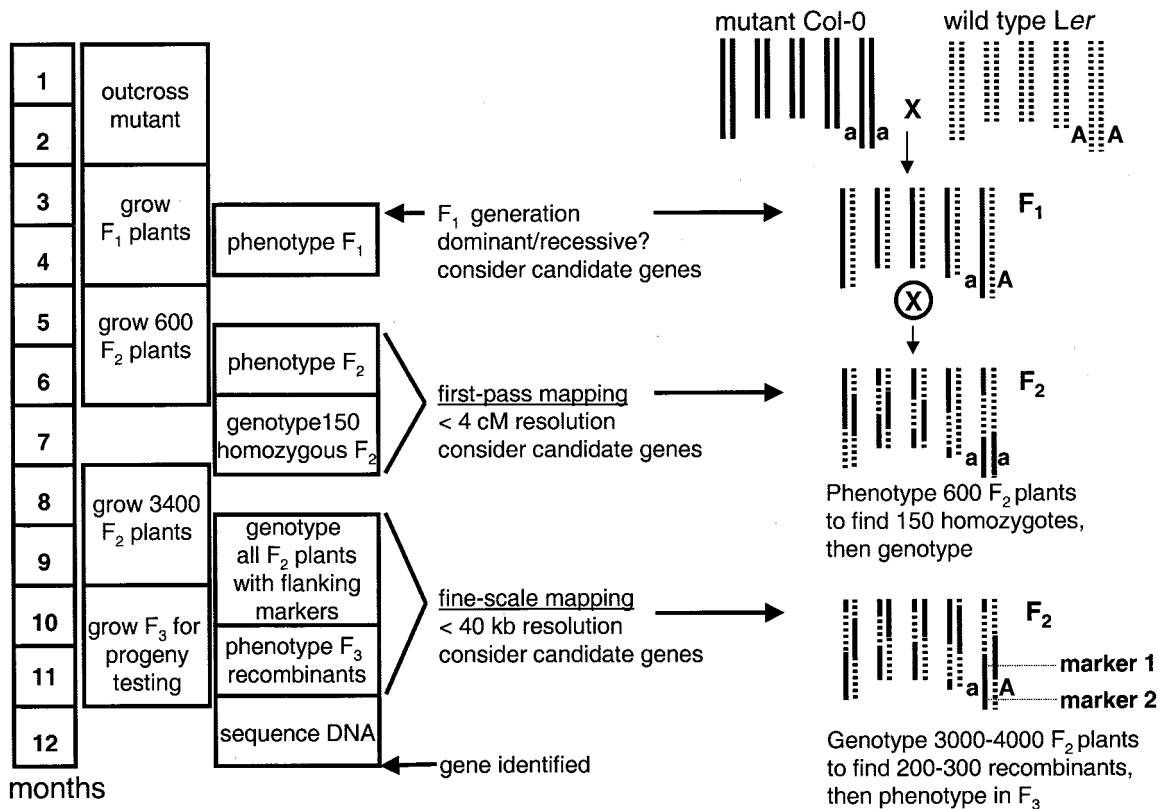 months
1
2
3
4
5
6
7
8
9
10
11
12
outcross
mutant
grow
F1 plants
grow 600
F2 plants
grow 3400
F2 plants
grow F3 for
progeny
testing
phenotype F1
phenotype F2
genotype150
homozygous F2
genotype
all F2 plants
with flanking
markers
phenotype F3
recombinants
sequence DNA
F1 generation
dominant/recessive?
consider candidate genes
first-pass mapping
< 4 cM resolution
consider candidate genes
fine-scale mapping
< 40 kb resolution
consider candidate genes
gene identified
mutant Col-0
wild type Ler
a a
X
A A
F1
a A
X
F2
a a
Phenotype 600 F2 plants
to find 150 homozygotes,
then genotype
F2
marker 1
a A
marker 2
Genotype 3000-4000 F2 plants
to find 200-300 recombinants,
then phenotype in F3